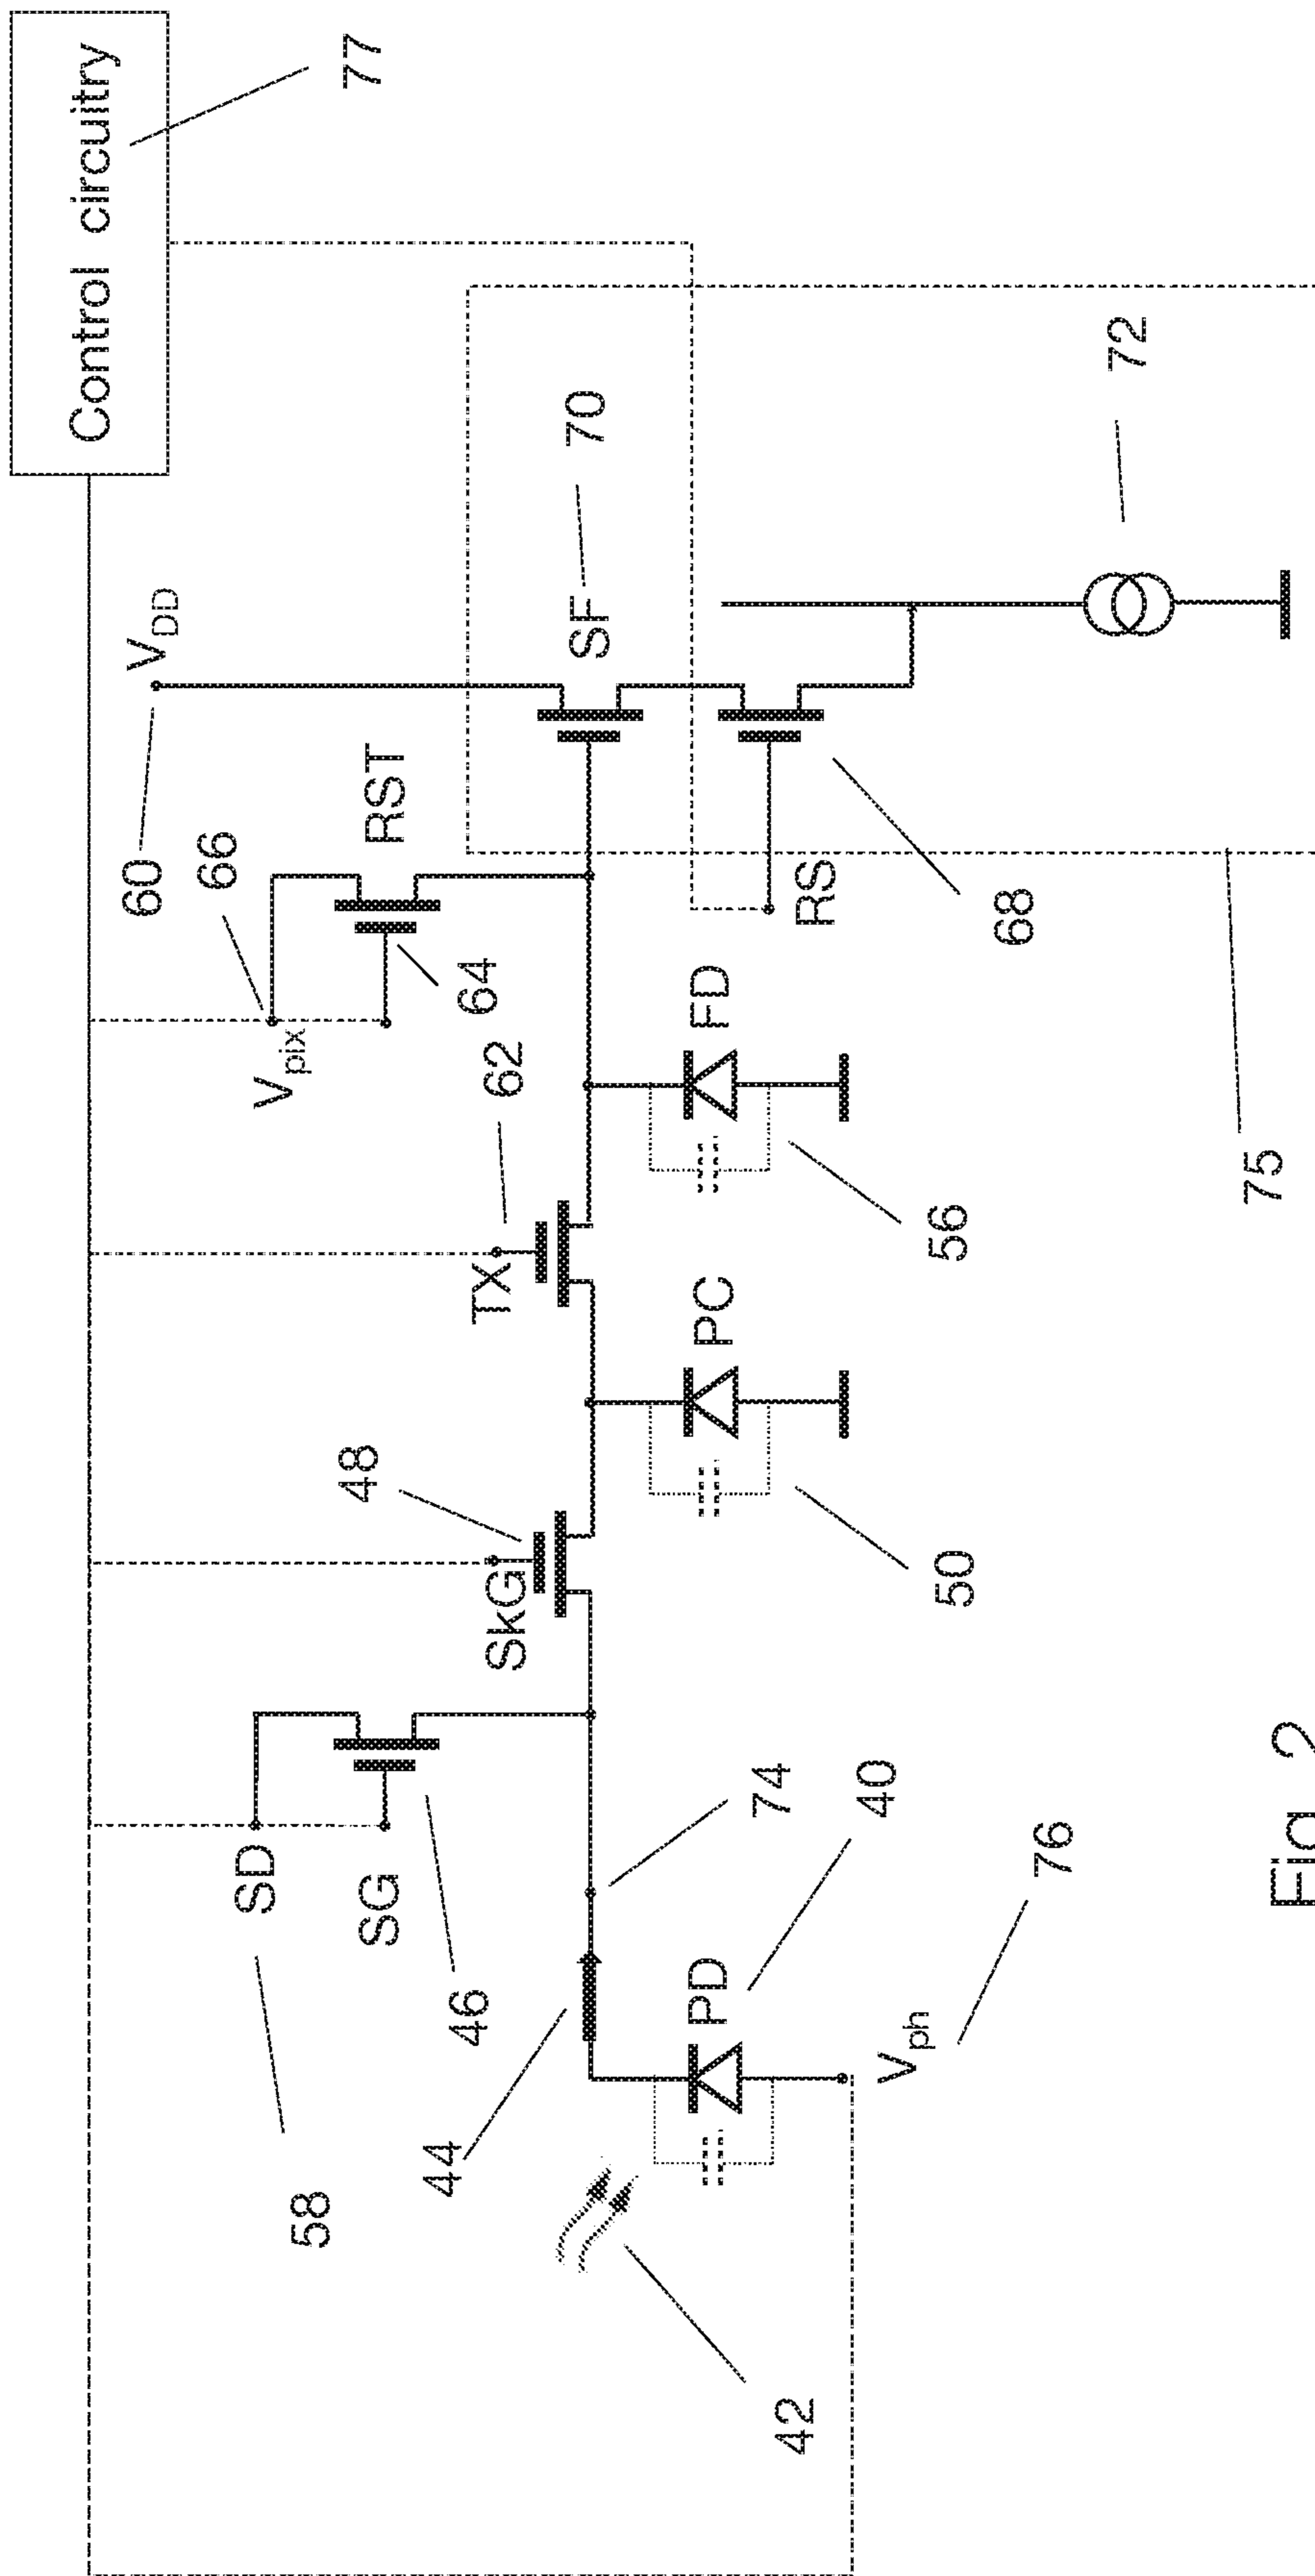 Control circuitry
77
V_DD
60
66
V_pix
RST
64
62
TX
SF
70
72
RS
68
75
FD
56
PC
50
48
SkG
SD
SG
46
58
44
74
PD
40
V_ph
76
42
Fig. 2